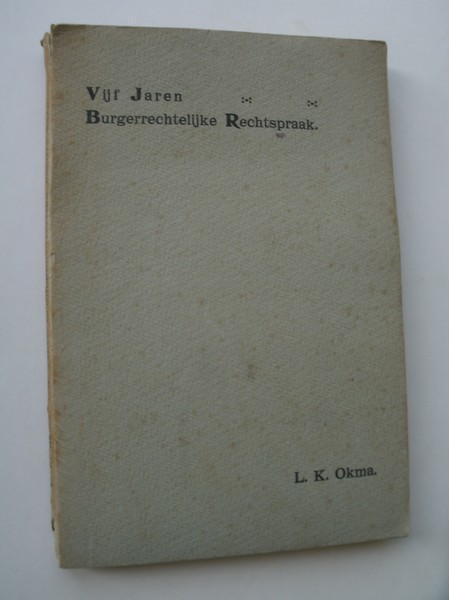 Vijf Jaren
Burgerrechtelijke Rechtspraak.
L. K. Okma.